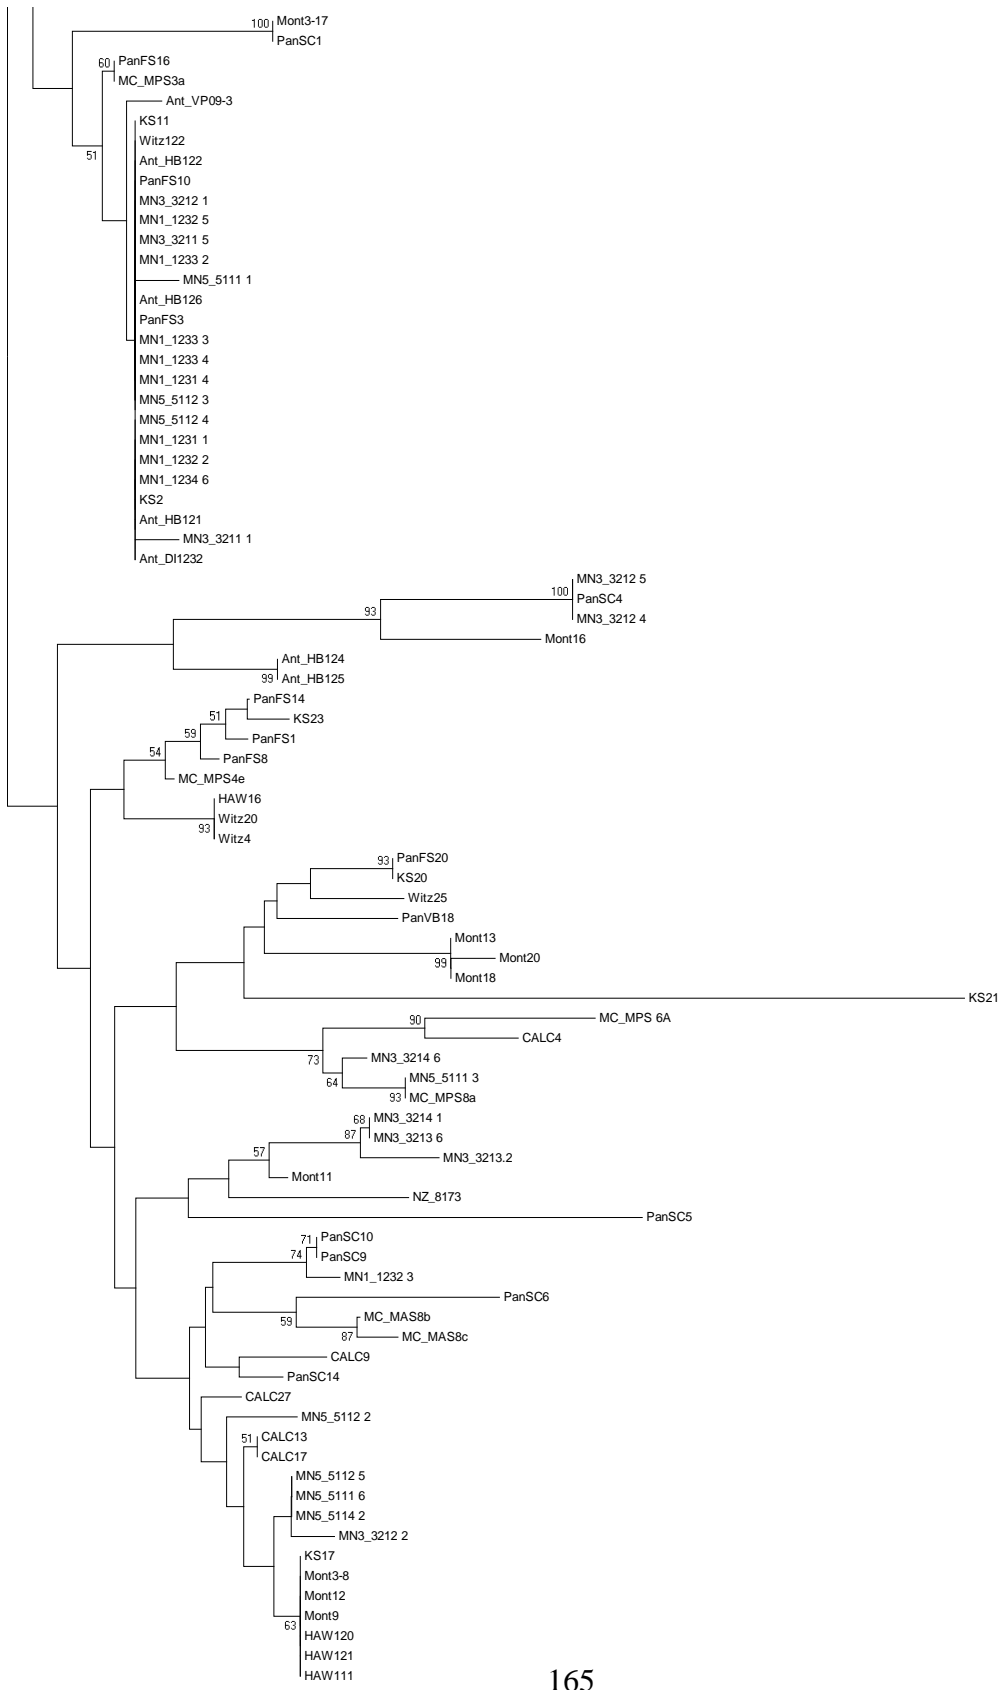 100 Mont3-17
PanSC1
60 PanFS16
MC_MPS3a
Ant_VP09-3
KS11
Witz122
51 Ant_HB122
PanFS10
MN3_3212 1
MN1_1232 5
MN3_3211 5
MN1_1233 2
MN5_5111 1
Ant_HB126
PanFS3
MN1_1233 3
MN1_1233 4
MN1_1231 4
MN5_5112 3
MN5_5112 4
MN1_1231 1
MN1_1232 2
MN1_1234 6
KS2
Ant_HB121
MN3_3211 1
Ant_DI1232
MN3_3212 5
100 PanSC4
93 MN3_3212 4
Mont16
Ant_HB124
99 Ant_HB125
PanFS14
51 KS23
59 PanFS1
54 PanFS8
MC_MPS4e
HAW16
Witz20
93 Witz4
93 PanFS20
KS20
Witz25
PanVB18
Mont13
99 Mont20
Mont18
KS21
90 MC_MPS 6A
CALC4
73 MN3_3214 6
64 MN5_5111 3
93 MC_MPS8a
68 MN3_3214 1
87 MN3_3213 6
57 MN3_3213.2
Mont11
NZ_8173
PanSC5
71 PanSC10
74 PanSC9
MN1_1232 3
PanSC6
59 MC_MAS8b
87 MC_MAS8c
CALC9
PanSC14
CALC27
MN5_5112 2
51 CALC13
CALC17
MN5_5112 5
MN5_5111 6
MN5_5114 2
MN3_3212 2
KS17
Mont3-8
Mont12
Mont9
63 HAW120
HAW121
HAW111
165